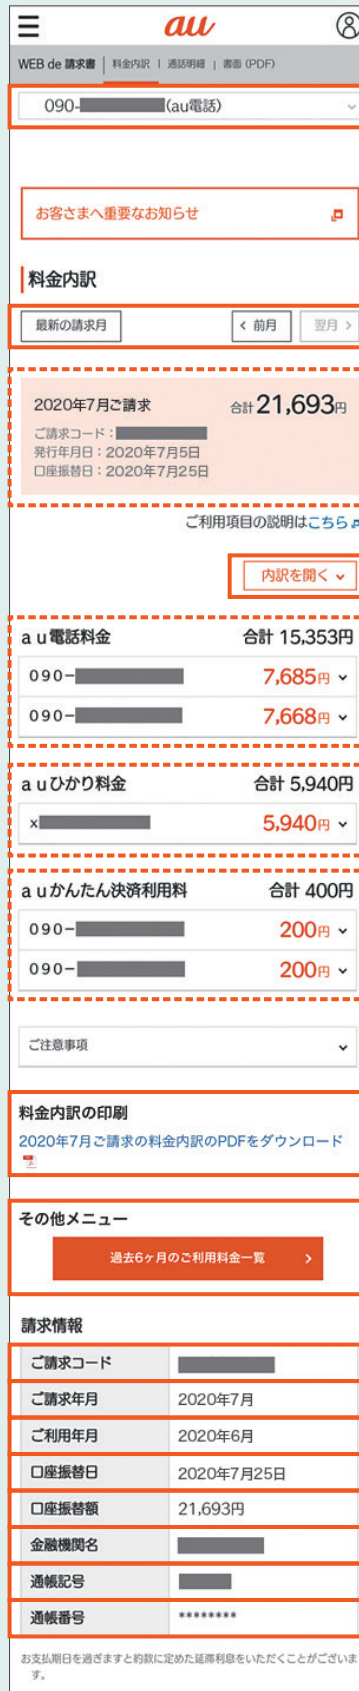 au
WEB de 請求書 | 料金内訳 | 通話明細 | 書面 (PDF)
090- (au電話)
お客さまへ重要なお知らせ
料金内訳
最新の請求月 < 前月 翌月 >
2020年7月ご請求 合計 21,693円
ご請求コード：
発行年月日：2020年7月5日
口座振替日：2020年7月25日
ご利用項目の説明はこちら
内訳を開く
au電話料金 合計 15,353円
090- 7,685円
090- 7,668円
auひかり料金 合計 5,940円
x 5,940円
auかんたん決済利用料 合計 400円
090- 200円
090- 200円
ご注意事項
料金内訳の印刷
2020年7月ご請求の料金内訳のPDFをダウンロード
その他メニュー
過去6ヶ月のご利用料金一覧 >
請求情報
ご請求コード
ご請求年月 2020年7月
ご利用年月 2020年6月
口座振替日 2020年7月25日
口座振替額 21,693円
金融機関名
通帳記号
通帳番号 ********
お支払期日を過ぎますと約款に定めた延滞利息をいただくことがございま
す。